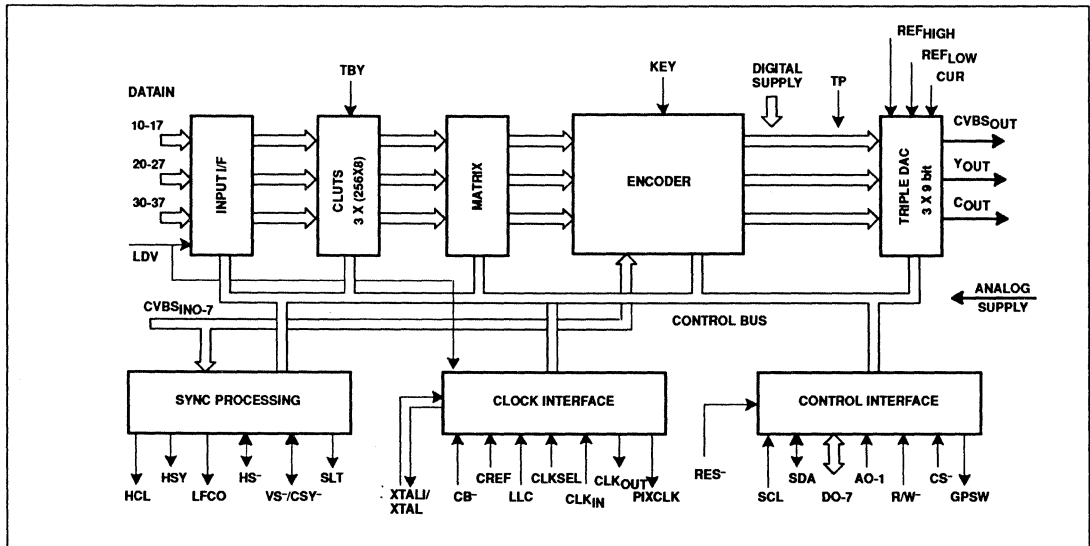 REFHIGH
REFLOW
CUR
TBY
KEY
DIGITAL
SUPPLY
TP
DATAIN
10-17
20-27
30-37
LDV
INPUT I/F
CLUTS
3 X (256X8)
MATRIX
ENCODER
TRIPLE DAC
3 X 9 bit
CVBSOUT
YOUT
COUT
CVBSINO-7
CONTROL BUS
ANALOG
SUPPLY
SYNC PROCESSING
CLOCK INTERFACE
CONTROL INTERFACE
HCL
HSY
LFCO
HS-
VS-/CSY-
SLT
XTALI/
XTAL
CB-
CREF
LLC
CLKSEL
CLKIN
CLKOUT
PIXCLK
RES-
SCL
SDA
DO-7
AO-1
R/W-
CS-
GPSW